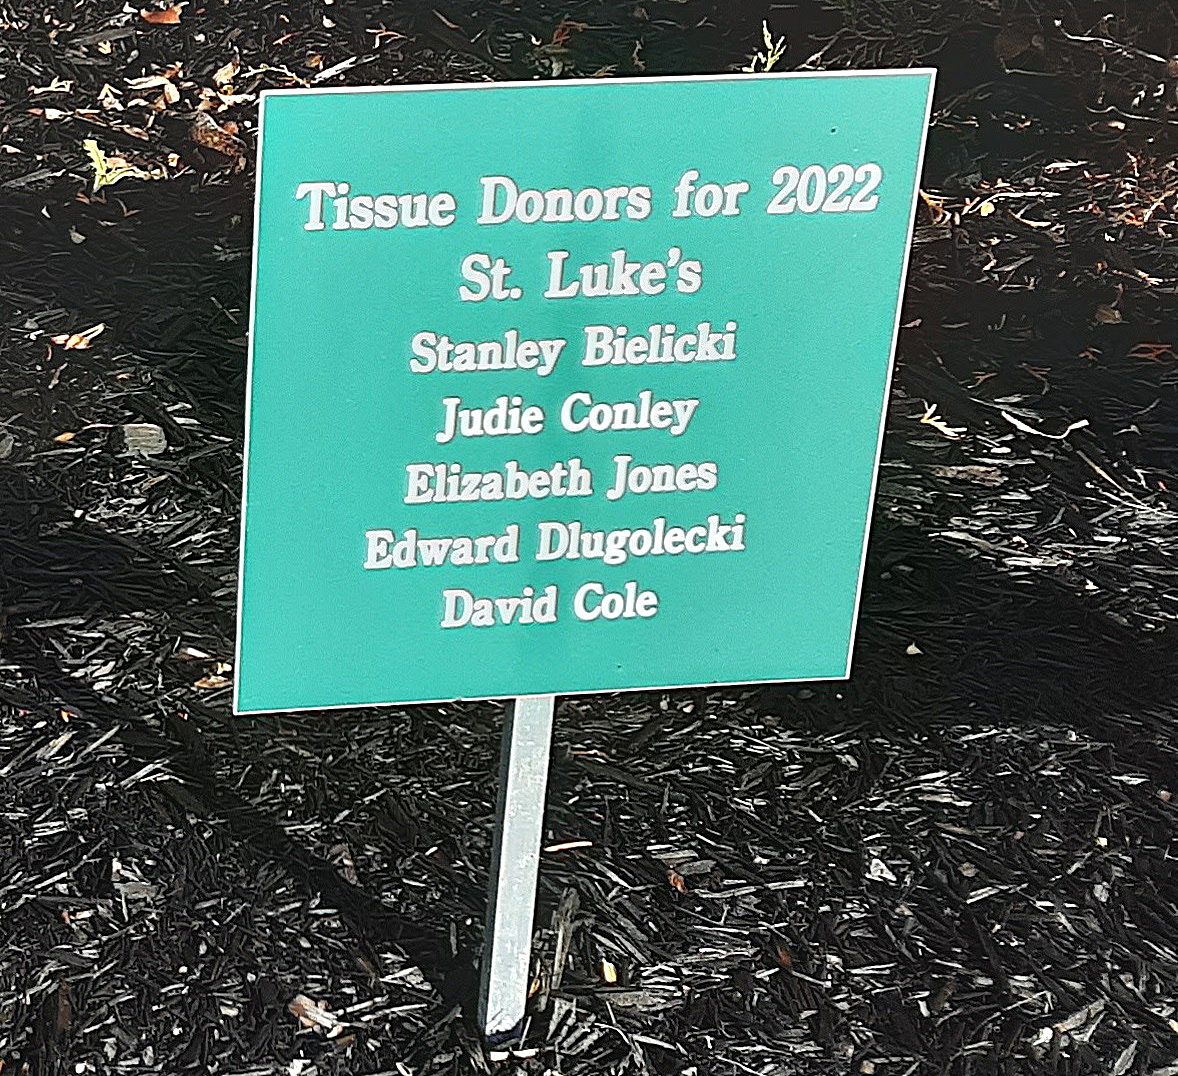 Tissue Donors for 2022
St. Luke's
Stanley Bielicki
Judie Conley
Elizabeth Jones
Edward Dlugolecki
David Cole